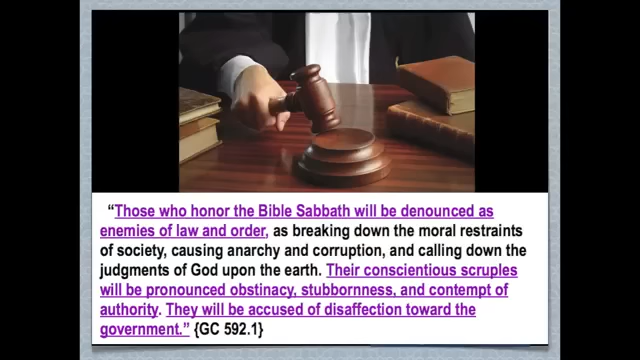 “Those who honor the Bible Sabbath will be denounced as
enemies of law and order, as breaking down the moral restraints
of society, causing anarchy and corruption, and calling down the
judgments of God upon the earth. Their conscientious scruples
will be pronounced obstinacy, stubbornness, and contempt of
authority. They will be accused of disaffection toward the
government.” {GC 592.1}